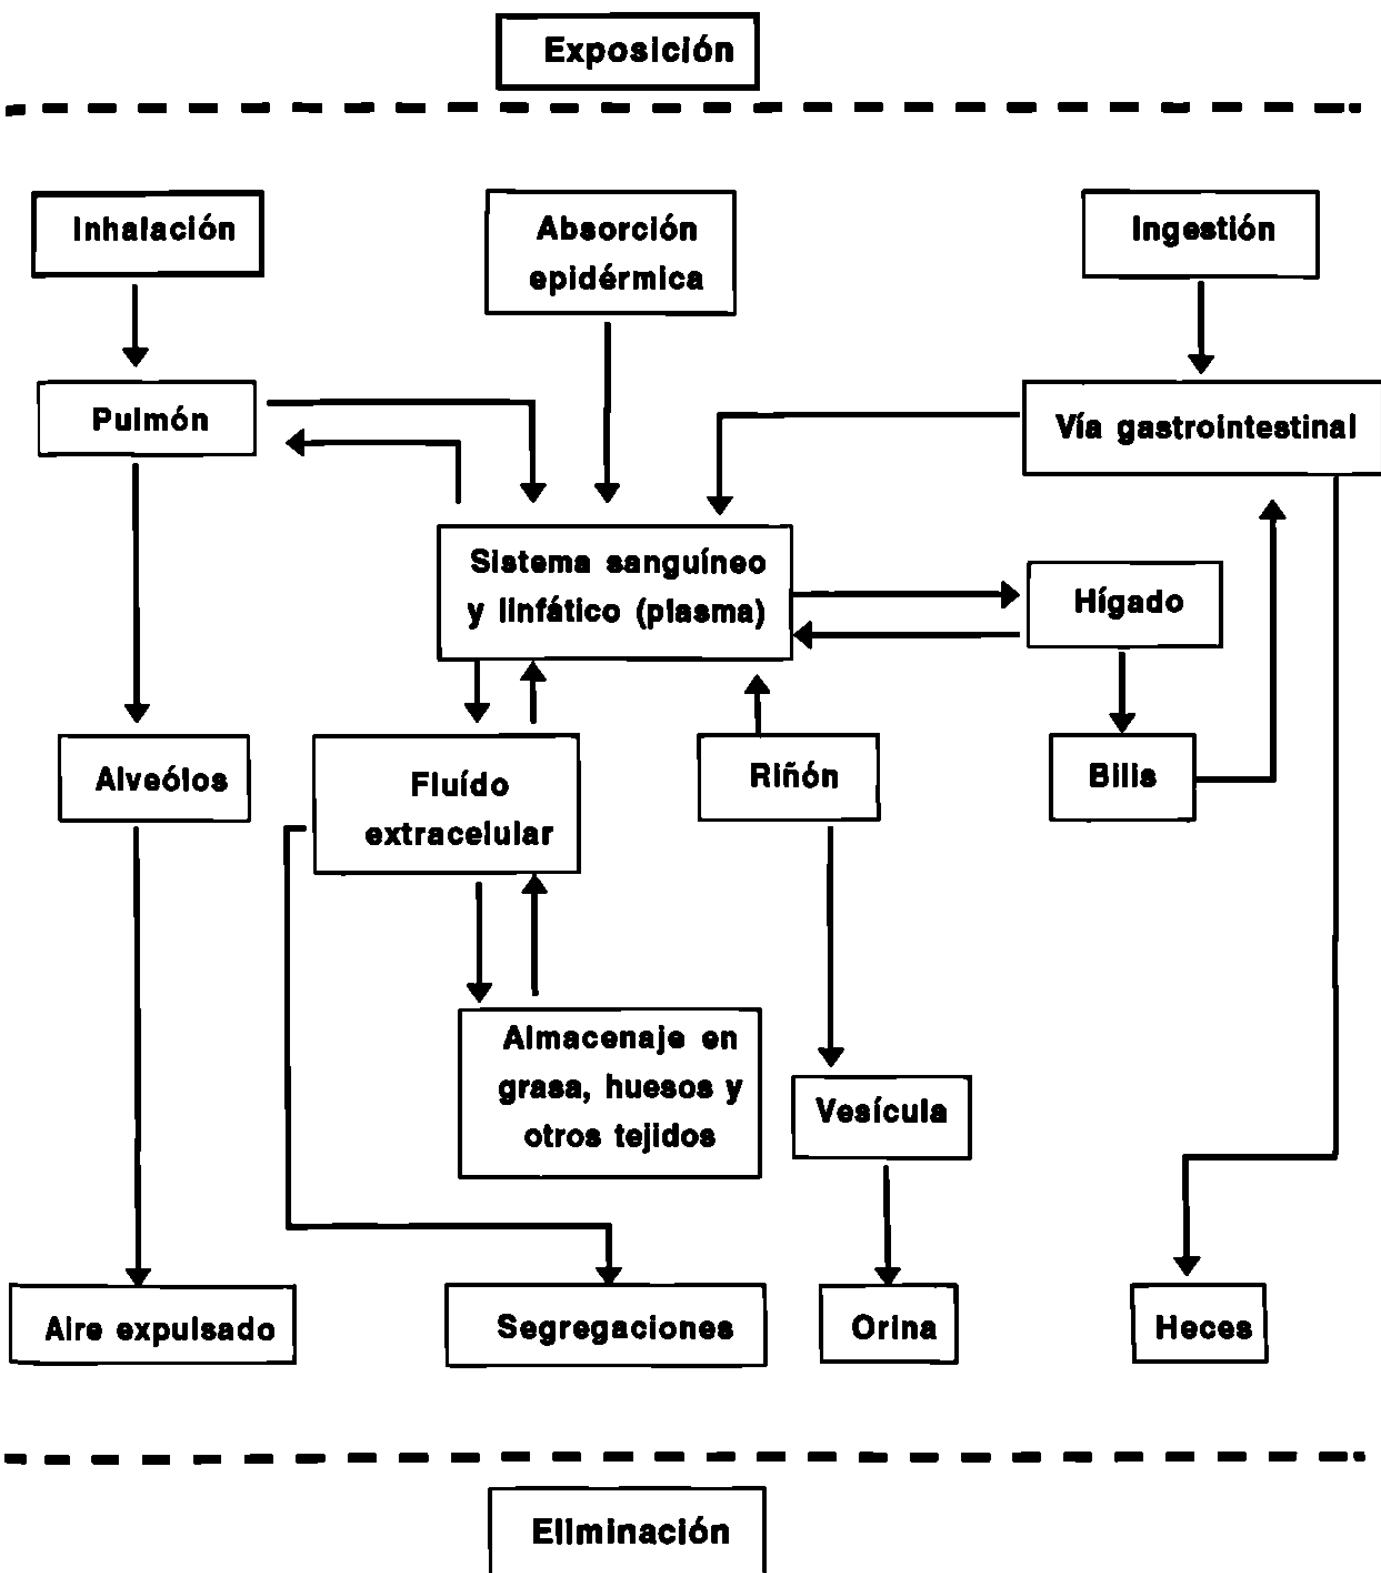 Exposición
Inhalación
Absorción
epidérmica
Ingestión
Pulmón
Vía gastrointestinal
Sistema sanguíneo
y linfático (plasma)
Hígado
Alveólos
Fluído
extracelular
Riñón
Bilis
Almacenaje en
grasa, huesos y
otros tejidos
Vesícula
Aire expulsado
Segregaciones
Orina
Heces
Eliminación